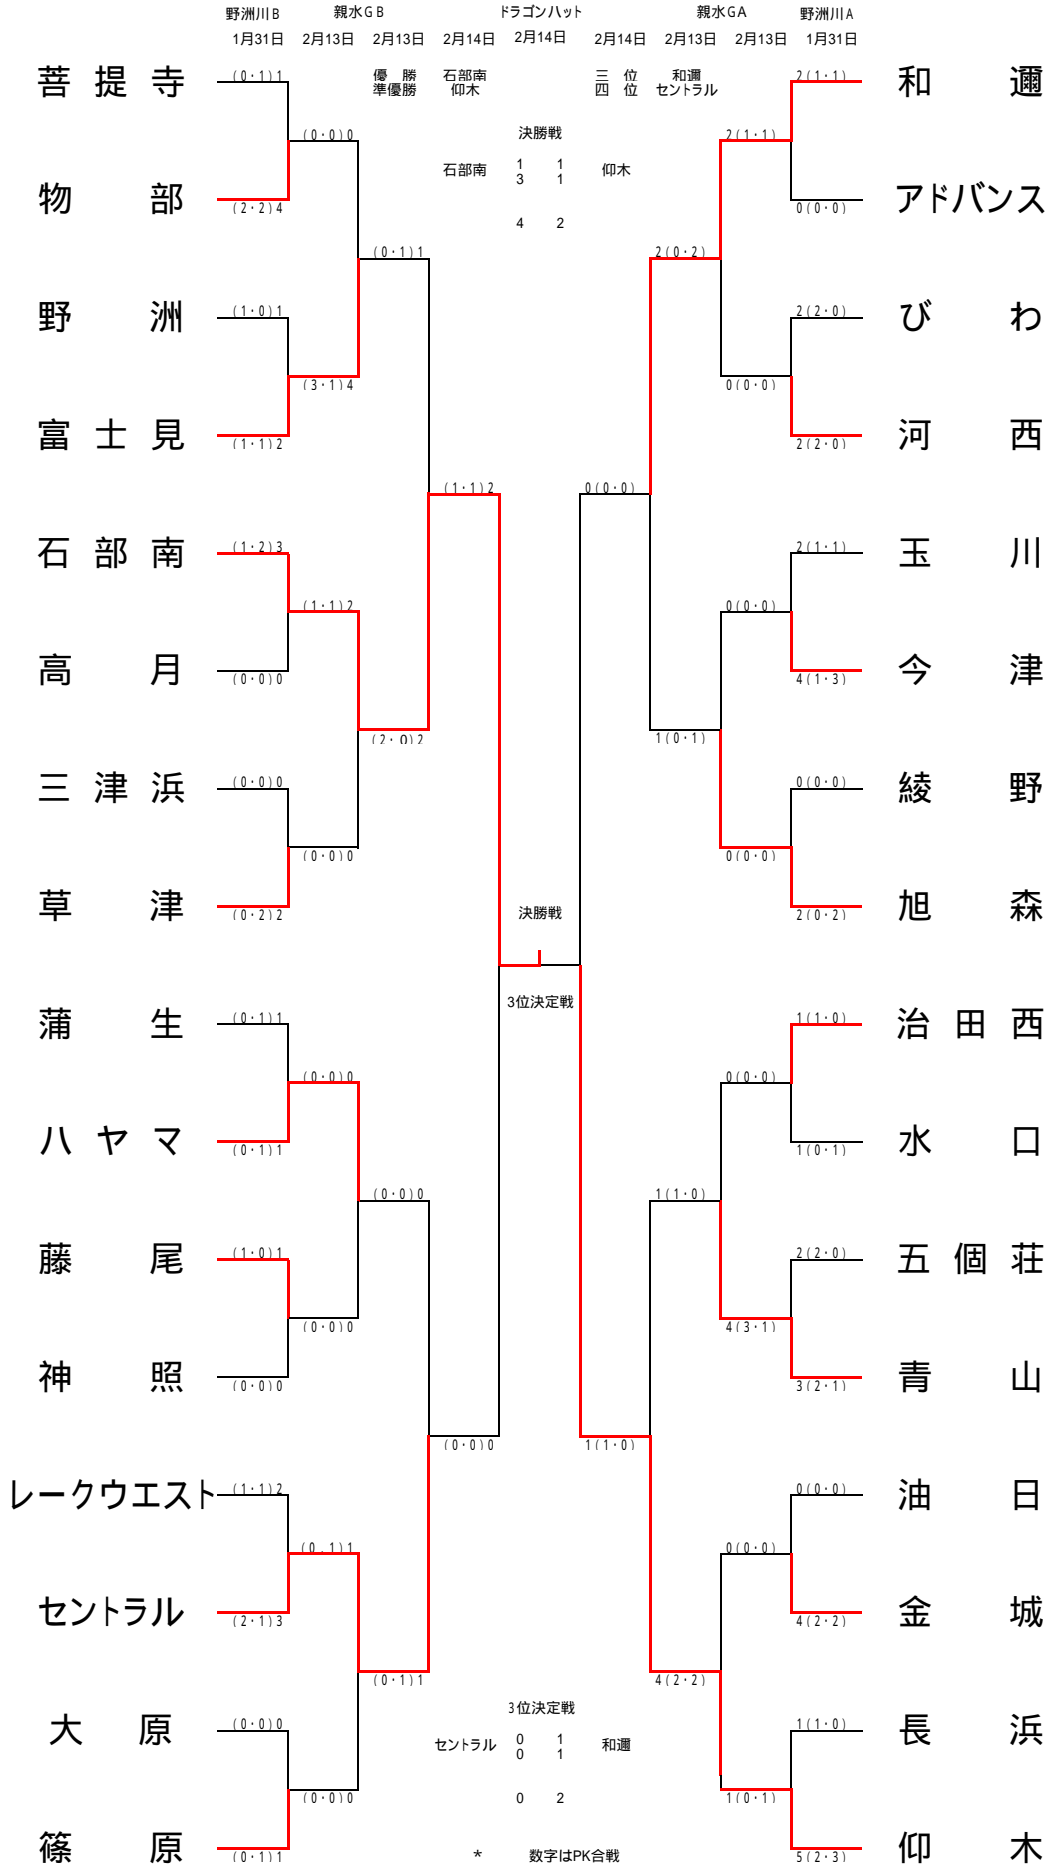 野洲川B 親水GB ドラゴンハット 親水GA 野洲川A
1月31日 2月13日 2月13日 2月14日 2月14日 2月14日 2月13日 2月13日 1月31日
優勝 石部南 三位 和邇
準優勝 仰木 四位 セントラル
菩提寺 (0・1)1 2(1・1) 和邇
決勝戦
(0・0)0 2(1・1)
石部南 1 1 仰木
3 1
物部 (2・2)4 0(0・0) アドバンス
4 2
(0・1)1 2(0・2)
野洲 (1・0)1 2(2・0) びわ
(3・1)4 0(0・0)
富士見 (1・1)2 2(2・0) 河西
(1・1)2 0(0・0)
石部南 (1・2)3 2(1・1) 玉川
(1・1)2 0(0・0)
高月 (0・0)0 4(1・3) 今津
(2・0)2 1(0・1)
三津浜 (0・0)0 0(0・0) 綾野
(0・0)0 0(0・0)
草津 (0・2)2 2(0・2) 旭森
決勝戦
3位決定戦
蒲生 (0・1)1 1(1・0) 治田西
(0・0)0 0(0・0)
ハヤマ (0・1)1 1(0・1) 水口
(0・0)0 1(1・0)
藤尾 (1・0)1 2(2・0) 五個荘
(0・0)0 4(3・1)
神照 (0・0)0 3(2・1) 青山
(0・0)0 1(1・0)
レークウエスト (1・1)2 0(0・0) 油日
(0.1)1 0(0・0)
セントラル (2・1)3 4(2・2) 金城
(0・1)1 4(2・2)
3位決定戦
大原 (0・0)0 1(1・0) 長浜
セントラル 0 1 和邇
0 1
(0・0)0 0 2 1(0・1)
篠原 (0・1)1 5(2・3) 仰木
* 数字はPK合戦